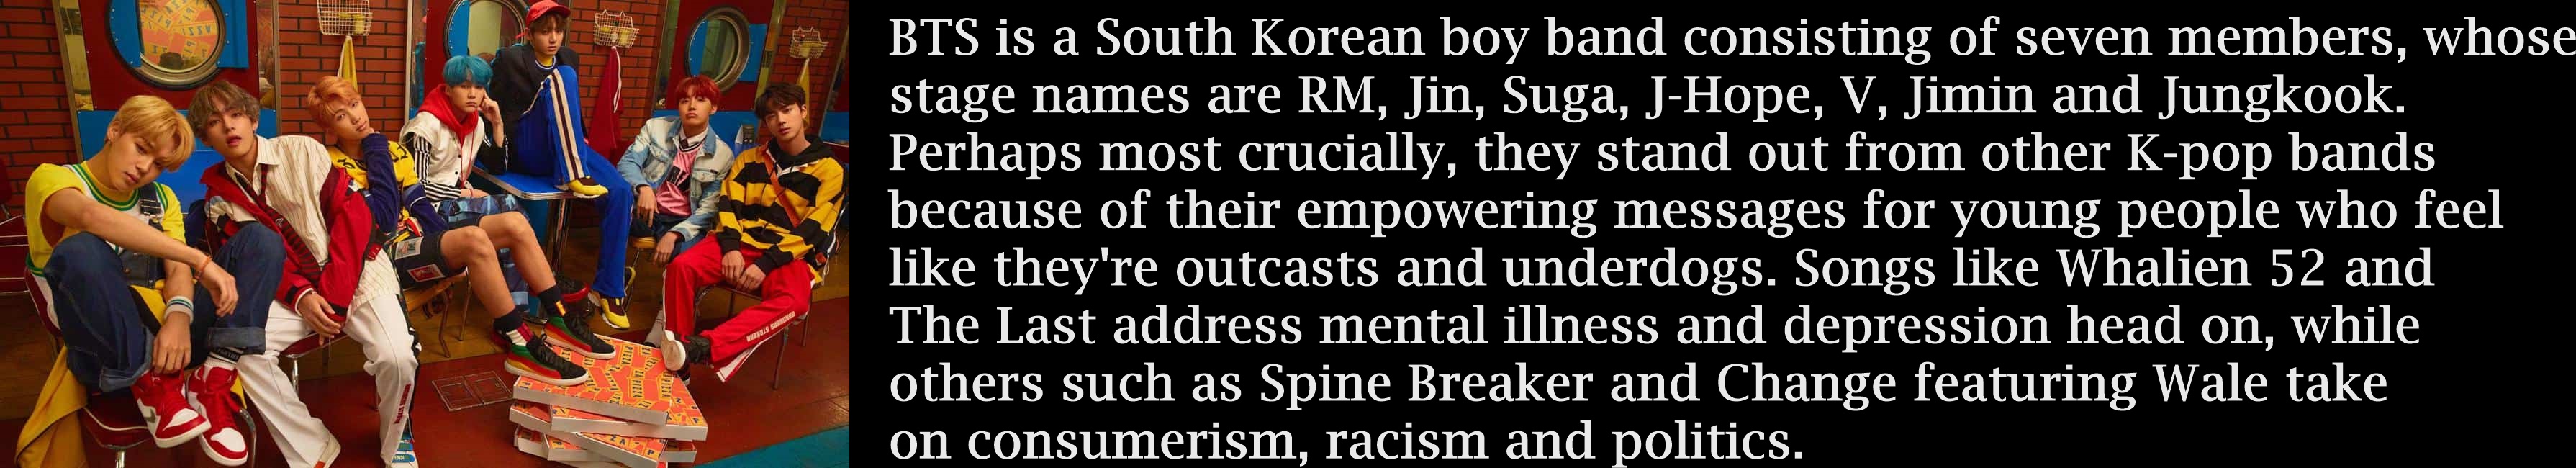 BTS is a South Korean boy band consisting of seven members, whose
stage names are RM, Jin, Suga, J-Hope, V, Jimin and Jungkook.
Perhaps most crucially, they stand out from other K-pop bands
because of their empowering messages for young people who feel
like they're outcasts and underdogs. Songs like Whalien 52 and
The Last address mental illness and depression head on, while
others such as Spine Breaker and Change featuring Wale take
on consumerism, racism and politics.